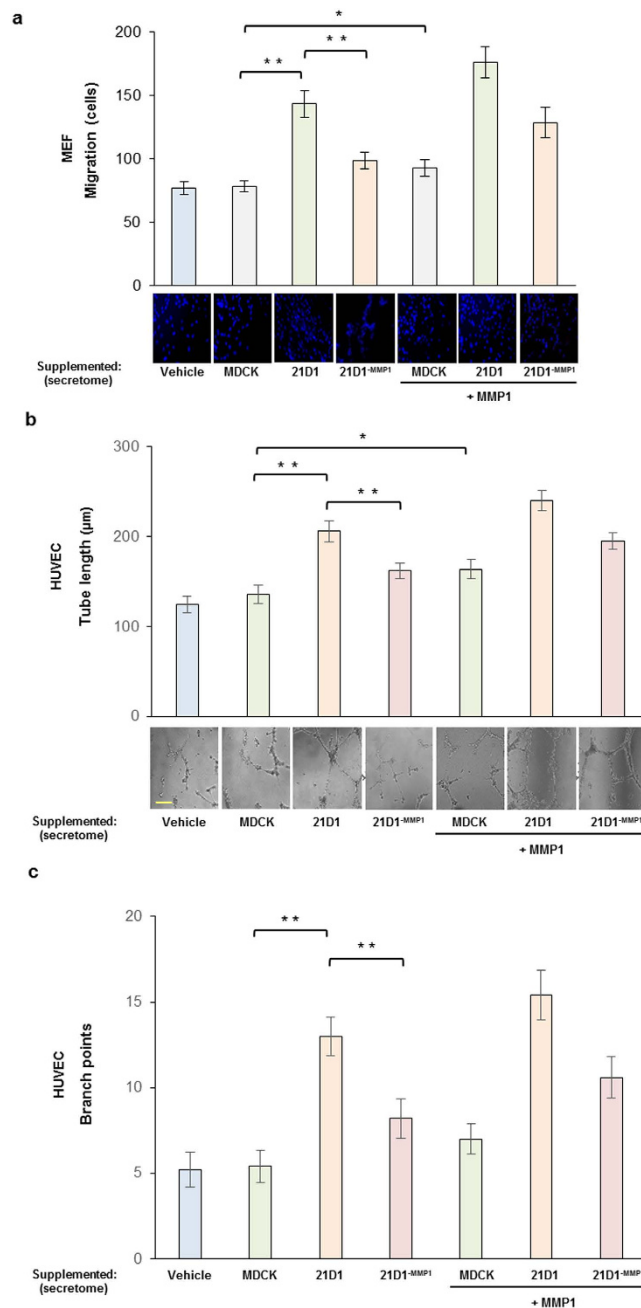 a
* 
* *
* *
200
150
100
50
0
MEF
Migration (cells)
Supplemented:
(secretome)
Vehicle MDCK 21D1 21D1-MMP1 MDCK 21D1 21D1-MMP1
+ MMP1
b
*
* *
* *
300
200
100
0
HUVEC
Tube length (µm)
Supplemented:
(secretome)
Vehicle MDCK 21D1 21D1-MMP1 MDCK 21D1 21D1-MMP1
+ MMP1
c
* *
* *
20
15
10
5
0
HUVEC
Branch points
Supplemented:
(secretome)
Vehicle MDCK 21D1 21D1-MMP1 MDCK 21D1 21D1-MMP1
+ MMP1